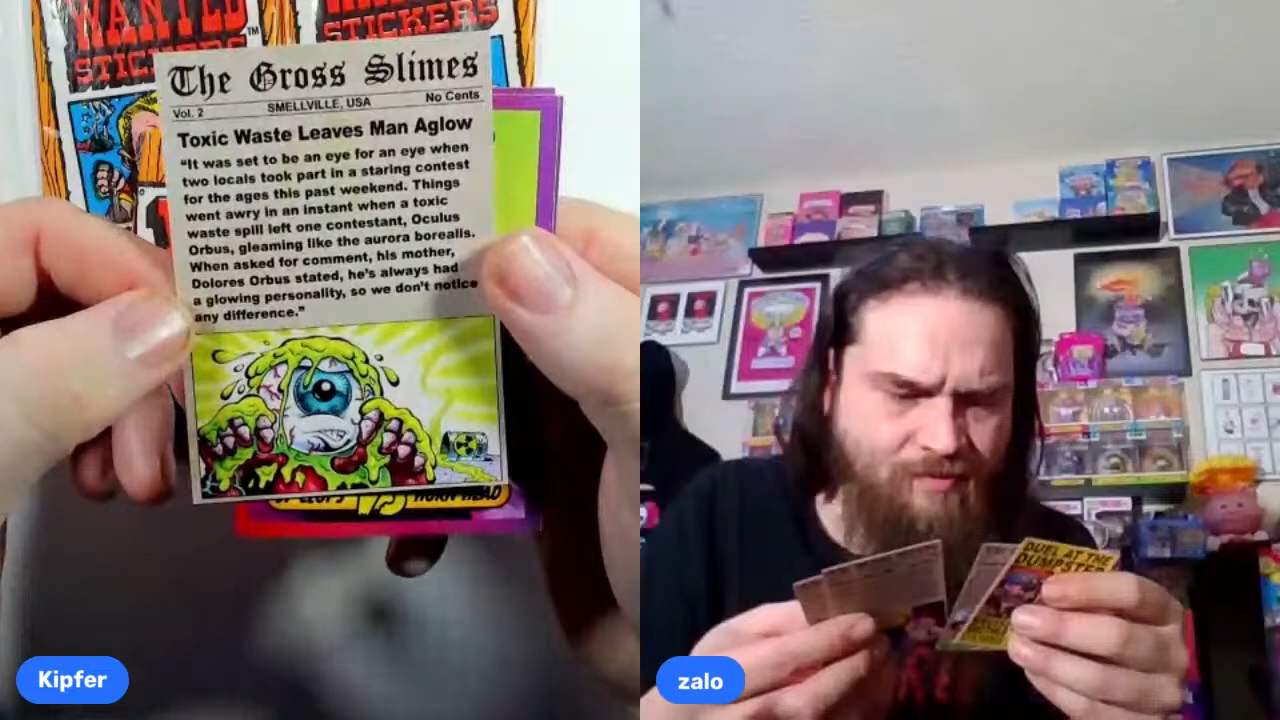 WANTED
STICKERS™
STICKERS
The Gross Slimes
Vol. 2 SMELLVILLE, USA No Cents
Toxic Waste Leaves Man Aglow
“It was set to be an eye for an eye when
two locals took part in a staring contest
for the ages this past weekend. Things
went awry in an instant when a toxic
waste spill left one contestant, Oculus
Orbus, gleaming like the aurora borealis.
When asked for comment, his mother,
Dolores Orbus stated, he’s always had
a glowing personality, so we don’t notice
any difference.”
VS HEAD
Kipfer
DUEL AT THE
DUMPSTER
zalo